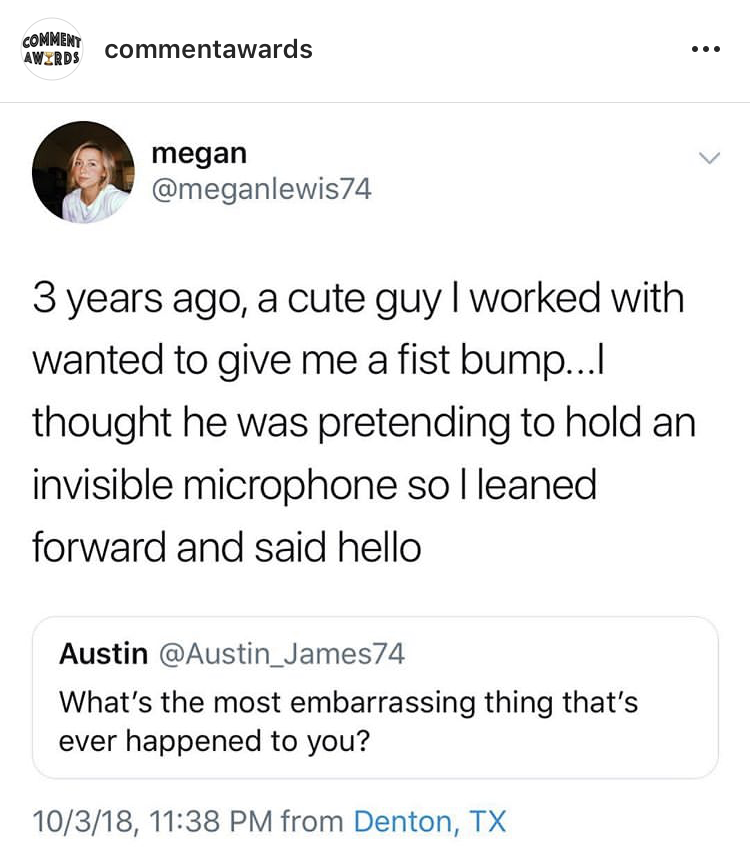 COMMENT
AWARDS
commentawards
megan
@meganlewis74
3 years ago, a cute guy I worked with
wanted to give me a fist bump...I
thought he was pretending to hold an
invisible microphone so I leaned
forward and said hello
Austin @Austin_James74
What's the most embarrassing thing that's
ever happened to you?
10/3/18, 11:38 PM from Denton, TX